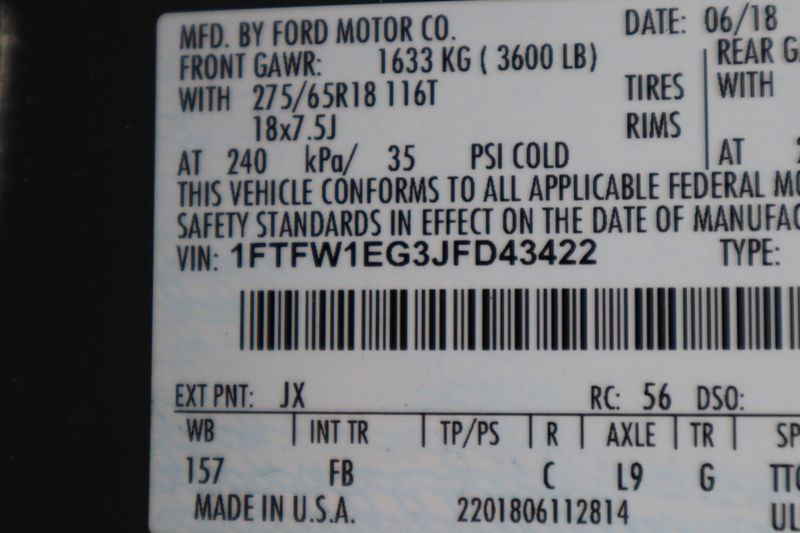 MFD. BY FORD MOTOR CO. DATE: 06/18
FRONT GAWR: 1633 KG ( 3600 LB) REAR
WITH 275/65R18 116T TIRES WITH
18x7.5J RIMS
AT 240 kPa/ 35 PSI COLD AT
THIS VEHICLE CONFORMS TO ALL APPLICABLE FEDERAL
SAFETY STANDARDS IN EFFECT ON THE DATE OF
VIN: 1FTFW1EG3JFD43422 TYPE:
EXT PNT: JX RC: 56 DSO:
WB INT TR TP/PS R AXLE TR
157 FB C L9 G
MADE IN U.S.A. 2201806112814